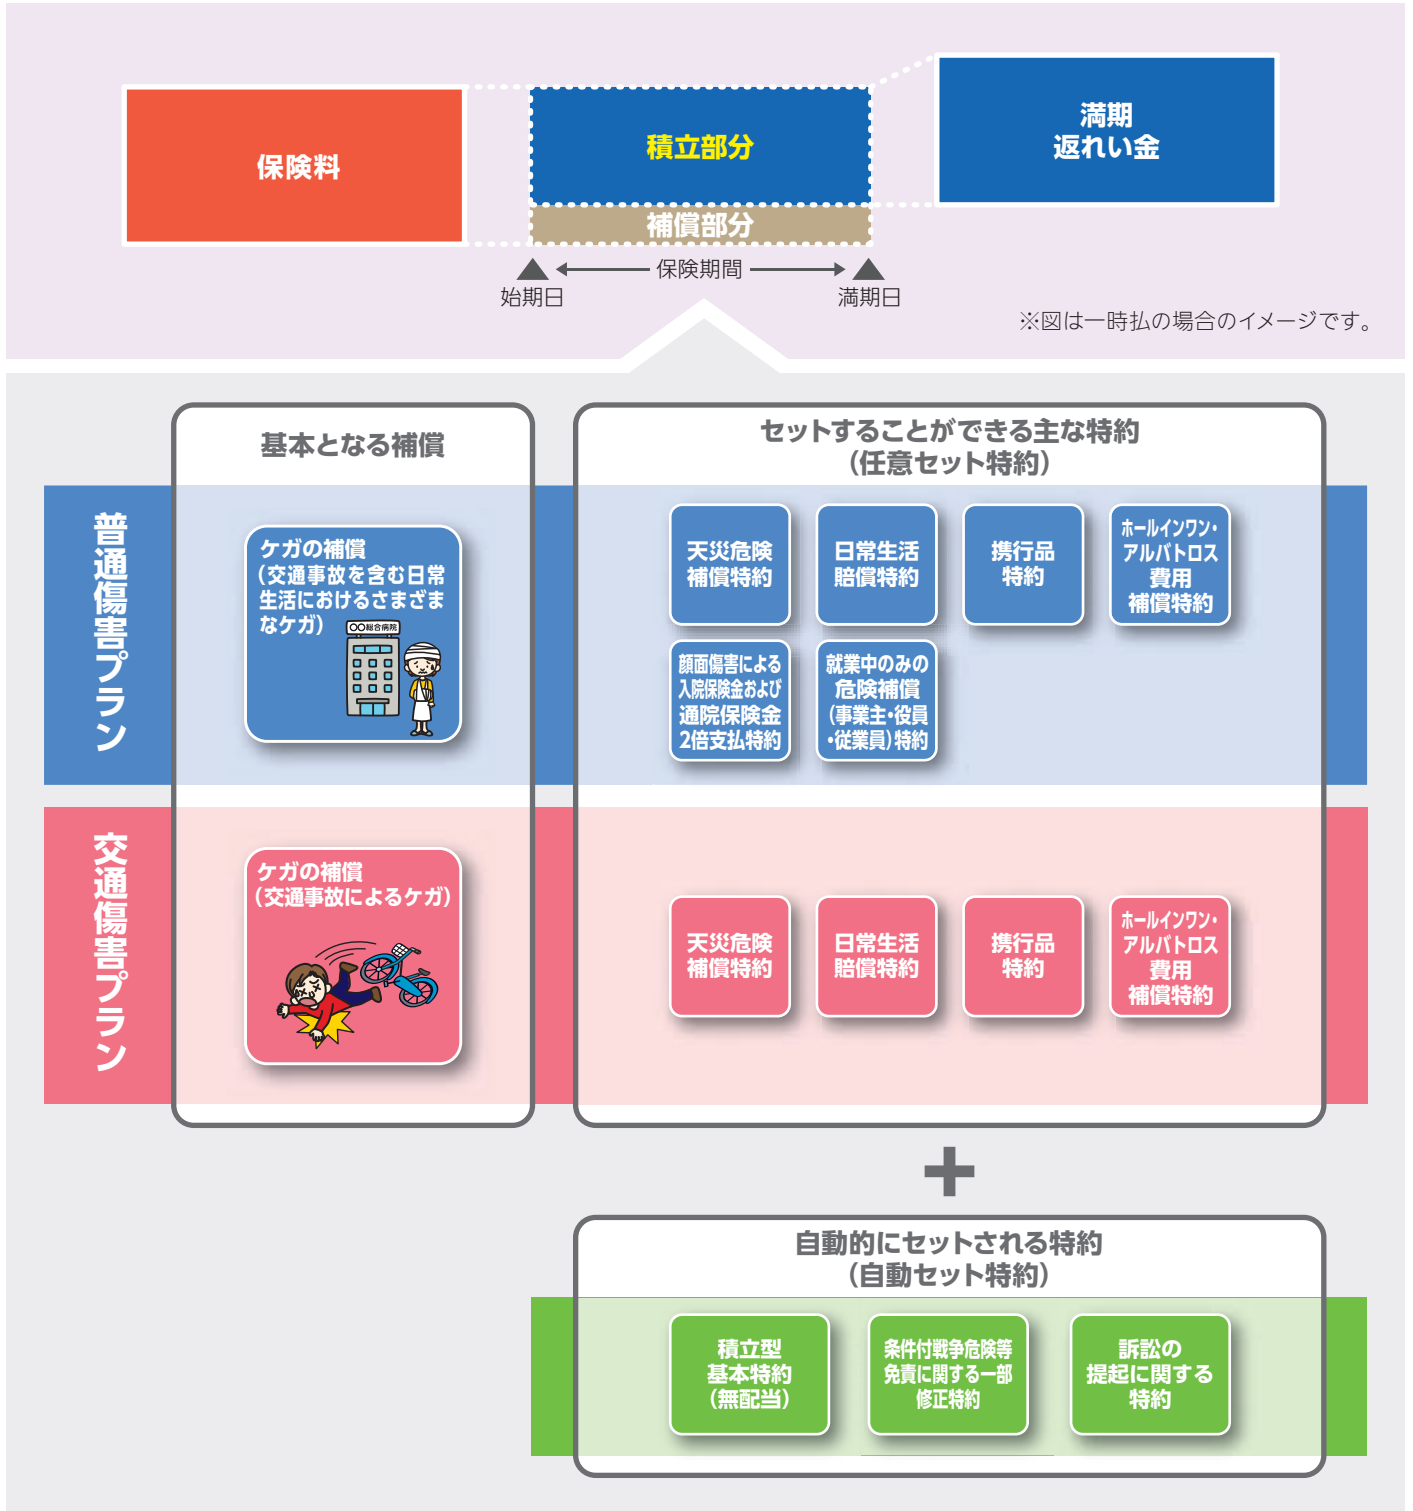 保険料
積立部分
補償部分
満期
返れい金
保険期間
始期日
満期日
※図は一時払の場合のイメージです。
基本となる補償
セットすることができる主な特約
(任意セット特約)
普通傷害プラン
ケガの補償
(交通事故を含む日常
生活におけるさまざま
なケガ)
〇〇総合病院
天災危険
補償特約
日常生活
賠償特約
携行品
特約
ホールインワン・
アルバトロス
費用
補償特約
顔面傷害による
入院保険金および
通院保険金
2倍支払特約
就業中のみの
危険補償
(事業主・役員
・従業員)特約
交通傷害プラン
ケガの補償
(交通事故によるケガ)
天災危険
補償特約
日常生活
賠償特約
携行品
特約
ホールインワン・
アルバトロス
費用
補償特約
+
自動的にセットされる特約
(自動セット特約)
積立型
基本特約
(無配当)
条件付戦争危険等
免責に関する一部
修正特約
訴訟の
提起に関する
特約